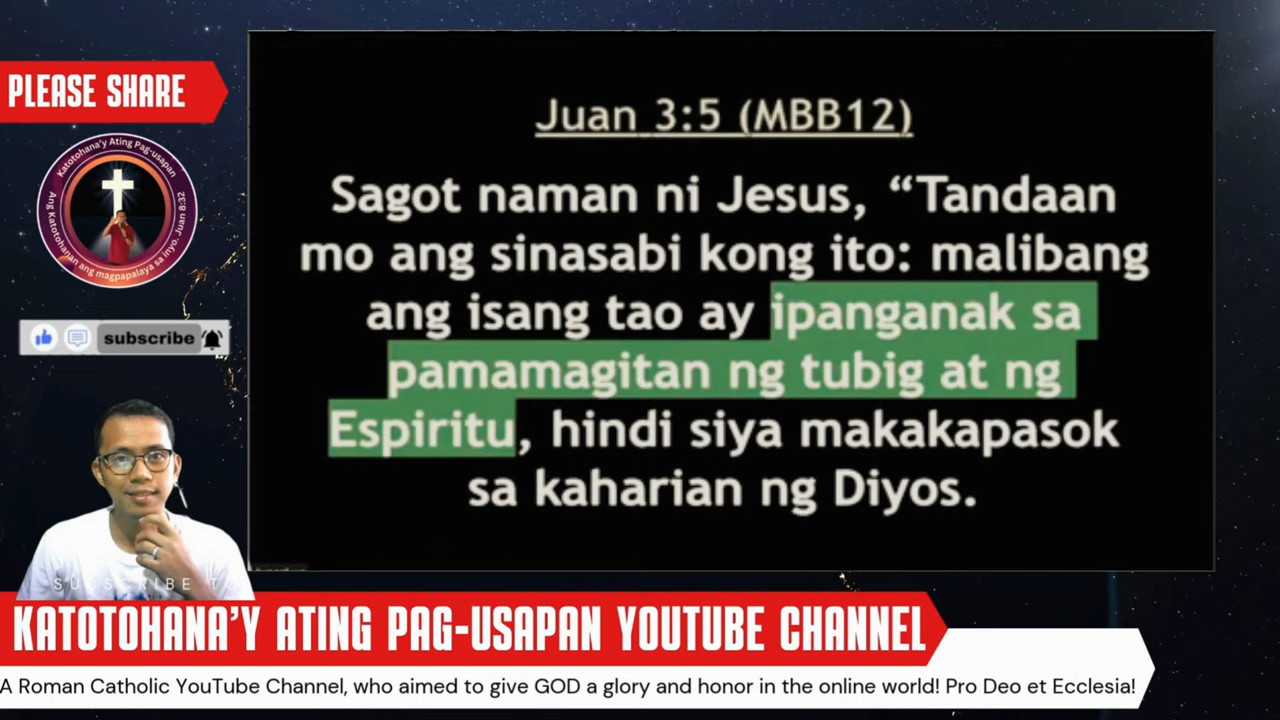 PLEASE SHARE
Katotohana'y Ating Pag-usapan
Ang Katotohanan ang magpapalaya sa inyo. Juan 8:32
subscribe
Juan 3:5 (MBB12)
Sagot naman ni Jesus, “Tandaan
mo ang sinasabi kong ito: malibang
ang isang tao ay ipanganak sa
pamamagitan ng tubig at ng
Espiritu, hindi siya makakapasok
sa kaharian ng Diyos.
SUBSCRIBE TO
KATOTOHANA'Y ATING PAG-USAPAN YOUTUBE CHANNEL
A Roman Catholic YouTube Channel, who aimed to give GOD a glory and honor in the online world! Pro Deo et Ecclesia!